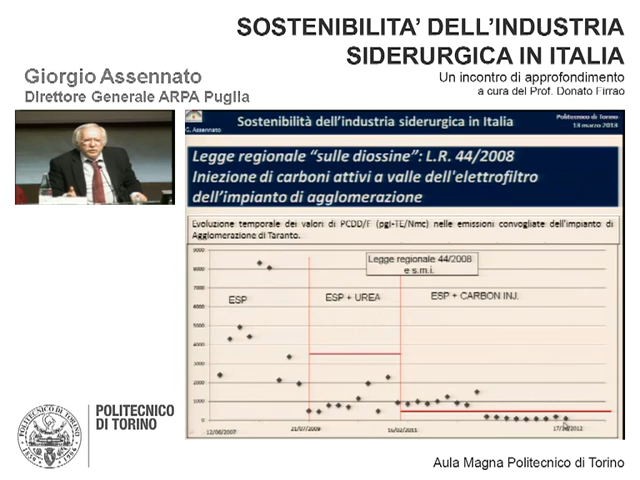 SOSTENIBILITA' DELL'INDUSTRIA
SIDERURGICA IN ITALIA
Un incontro di approfondimento
a cura del Prof. Donato Firrao
Giorgio Assennato
Direttore Generale ARPA Puglia
G. Assennato
Sostenibilità dell'industria siderurgica in Italia
Politecnico di Torino
13 marzo 2013
Legge regionale "sulle diossine": L.R. 44/2008
Iniezione di carboni attivi a valle dell'elettrofiltro
dell'impianto di agglomerazione
Evoluzione temporale dei valori di PCDD/F (pgI-TE/Nmc) nelle emissioni convogliate dell'impianto di
Agglomerazione di Taranto.
9000
8000
7000
6000
5000
4000
3000
2000
1000
0
Legge regionale 44/2008
e s.m.i.
ESP
ESP + UREA
ESP + CARBON INJ.
12/06/2007
21/07/2009
16/02/2011
POLITECNICO
DI TORINO
POLITECNICO DI TORINO
Aula Magna Politecnico di Torino